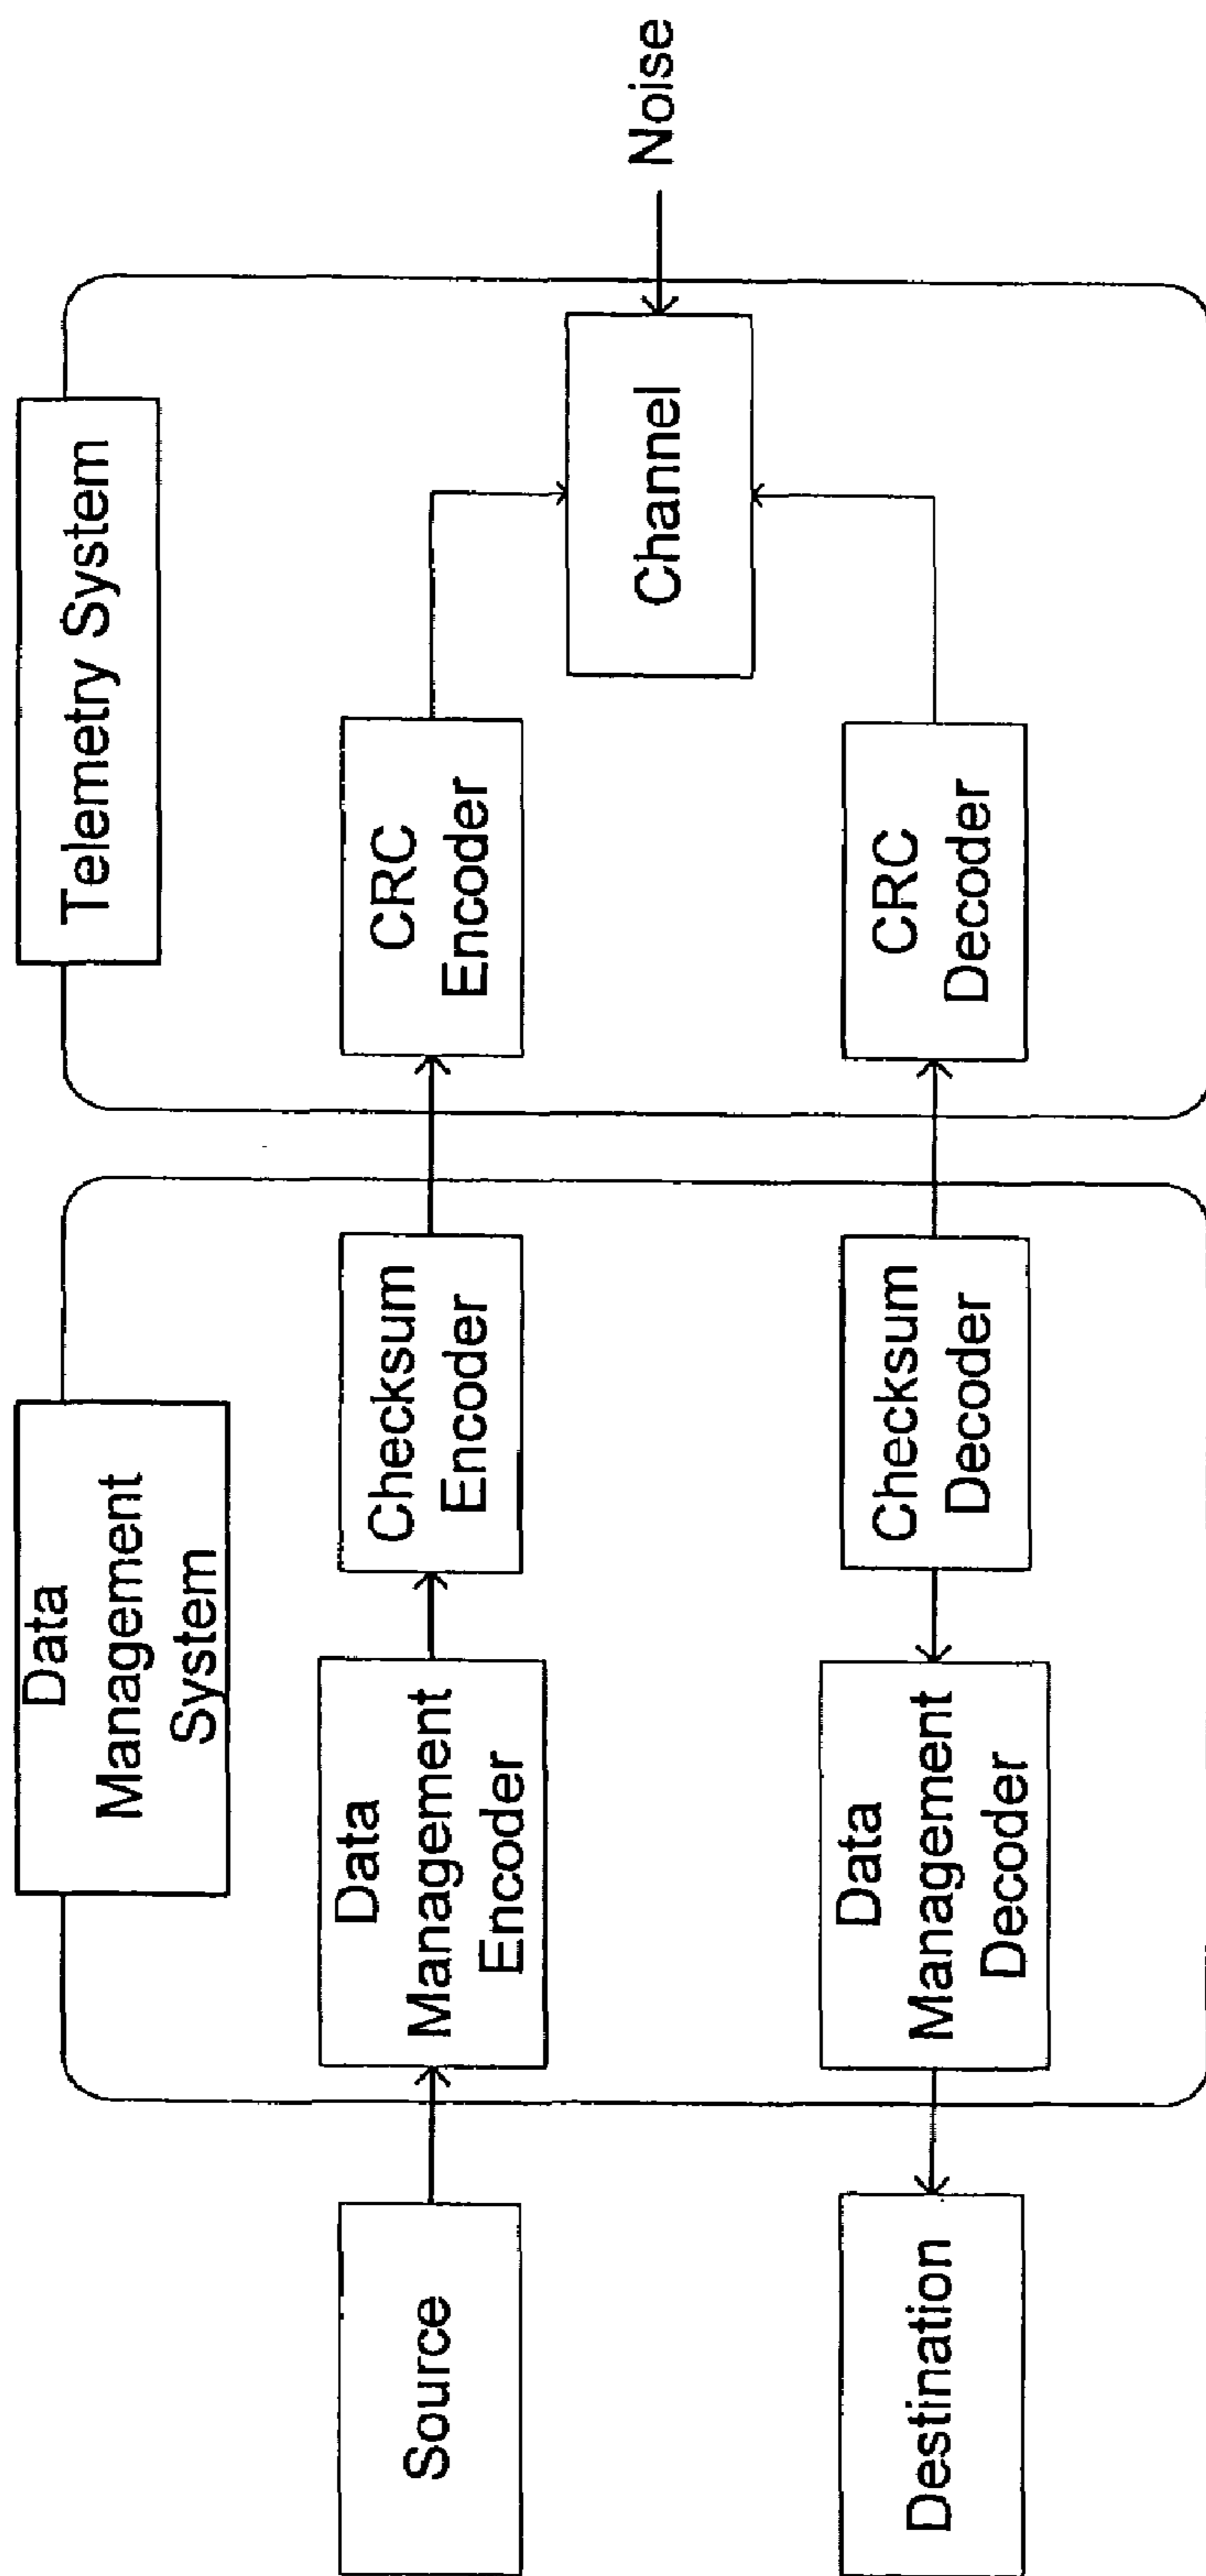 Data
Management
System
Telemetry System
Source
Data
Management
Encoder
Checksum
Encoder
CRC
Encoder
Channel
Noise
Destination
Data
Management
Decoder
Checksum
Decoder
CRC
Decoder